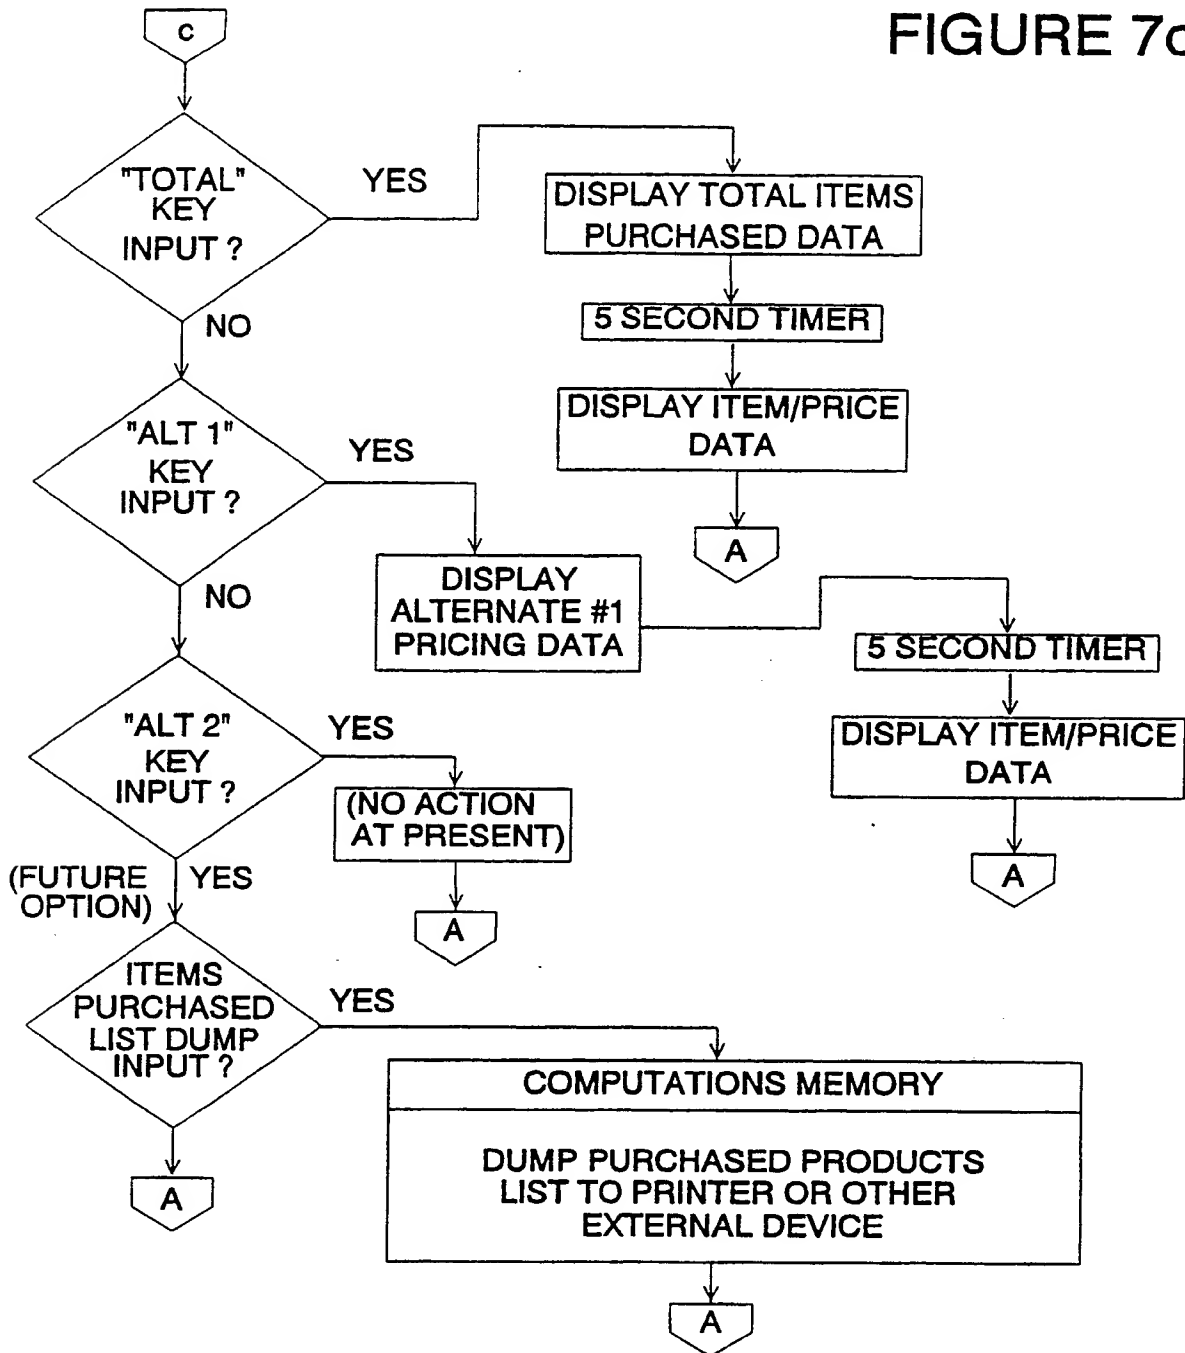 FIGURE 7c
C
"TOTAL"
KEY
INPUT ?
YES
DISPLAY TOTAL ITEMS
PURCHASED DATA
5 SECOND TIMER
DISPLAY ITEM/PRICE
DATA
A
NO
"ALT 1"
KEY
INPUT ?
YES
DISPLAY
ALTERNATE #1
PRICING DATA
5 SECOND TIMER
DISPLAY ITEM/PRICE
DATA
A
NO
"ALT 2"
KEY
INPUT ?
YES
(NO ACTION
AT PRESENT)
A
(FUTURE
OPTION)
YES
ITEMS
PURCHASED
LIST DUMP
INPUT ?
YES
COMPUTATIONS MEMORY
DUMP PURCHASED PRODUCTS
LIST TO PRINTER OR OTHER
EXTERNAL DEVICE
A
A